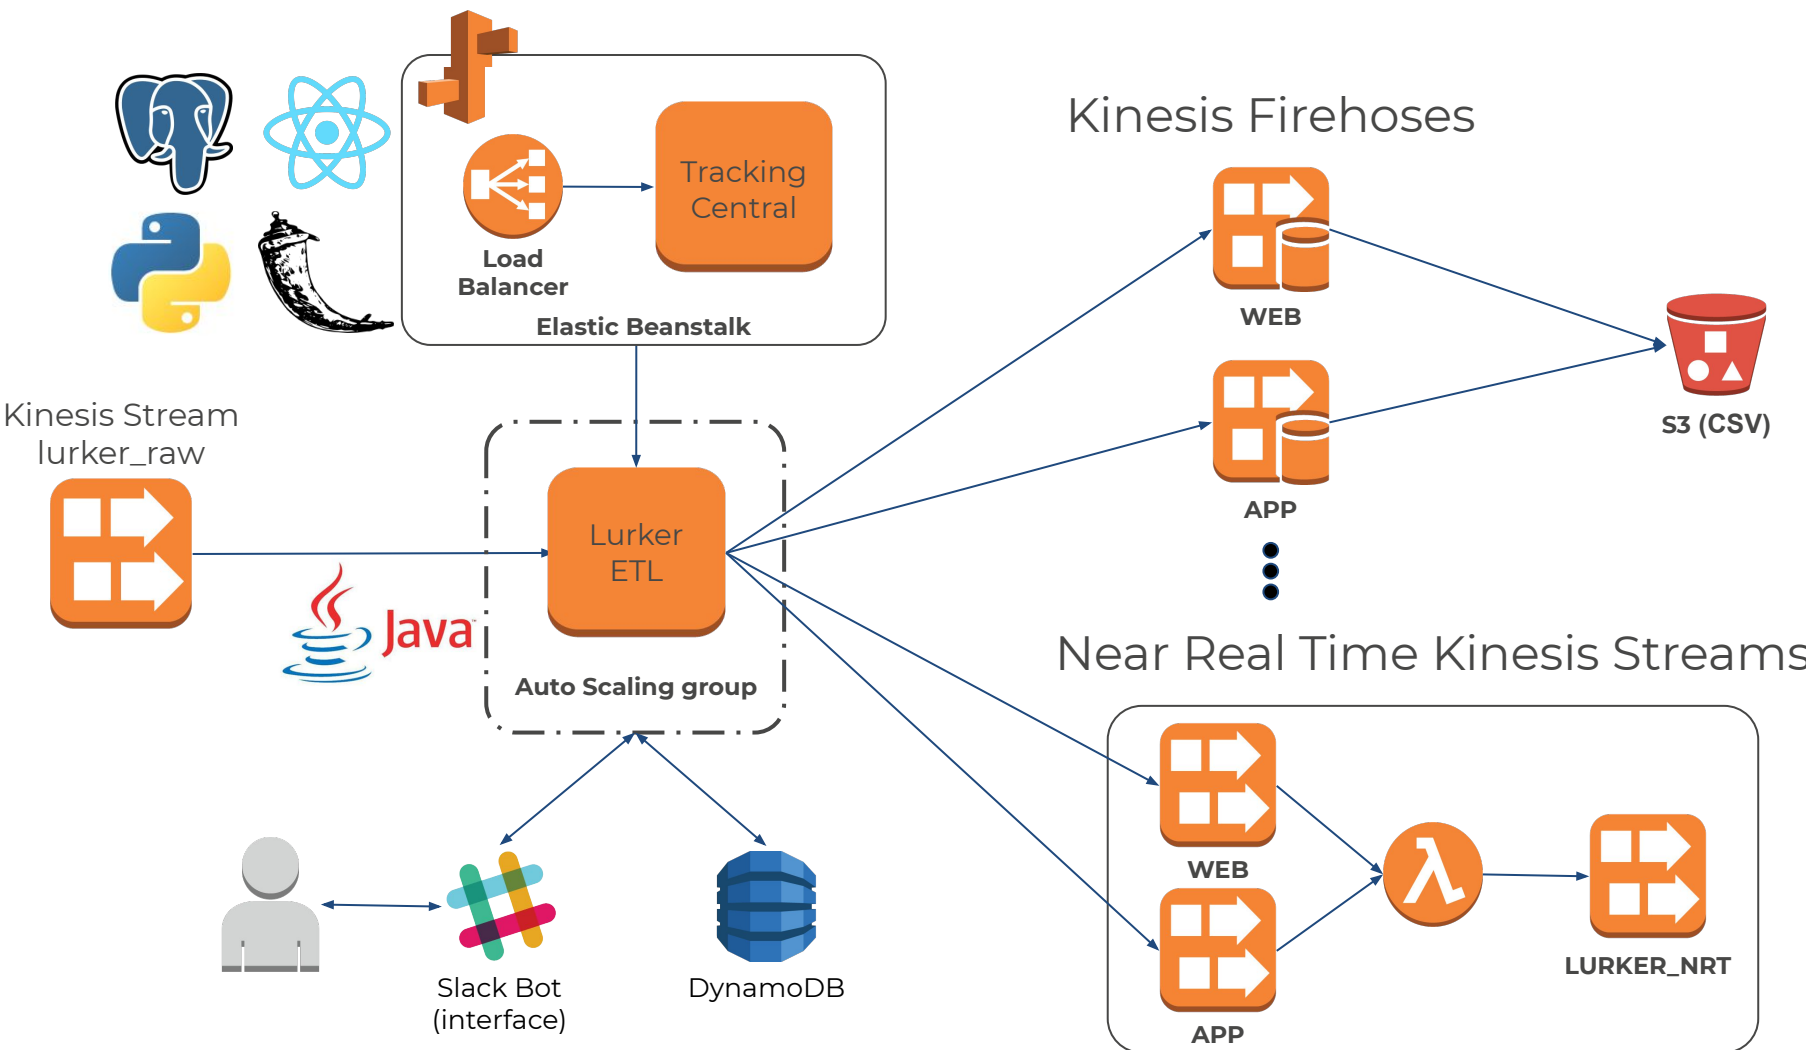 Kinesis Firehoses
Tracking
Central
Load
Balancer
Elastic Beanstalk
WEB
S3 (CSV)
APP
Kinesis Stream
lurker_raw
Lurker
ETL
Java
Auto Scaling group
Near Real Time Kinesis Streams
WEB
APP
LURKER_NRT
Slack Bot
(interface)
DynamoDB